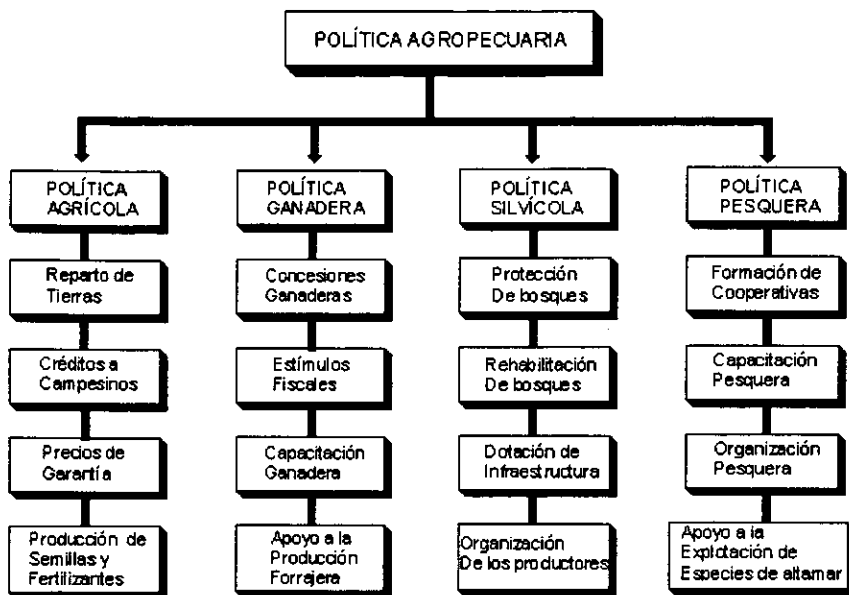 POLÍTICA AGROPECUARIA
POLÍTICA
AGRÍCOLA
Reparto de
Tierras
Créditos a
Campesinos
Precios de
Garantía
Producción de
Semillas y
Fertilizantes
POLÍTICA
GANADERA
Concesiones
Ganaderas
Estímulos
Fiscales
Capacitación
Ganadera
Apoyo a la
Producción
Forrajera
POLÍTICA
SILVÍCOLA
Protección
De bosques
Rehabilitación
De bosques
Dotación de
Infraestructura
Organización
De los productores
POLÍTICA
PESQUERA
Formación de
Cooperativas
Capacitación
Pesquera
Organización
Pesquera
Apoyo a la
Explotación de
Especies de altamar